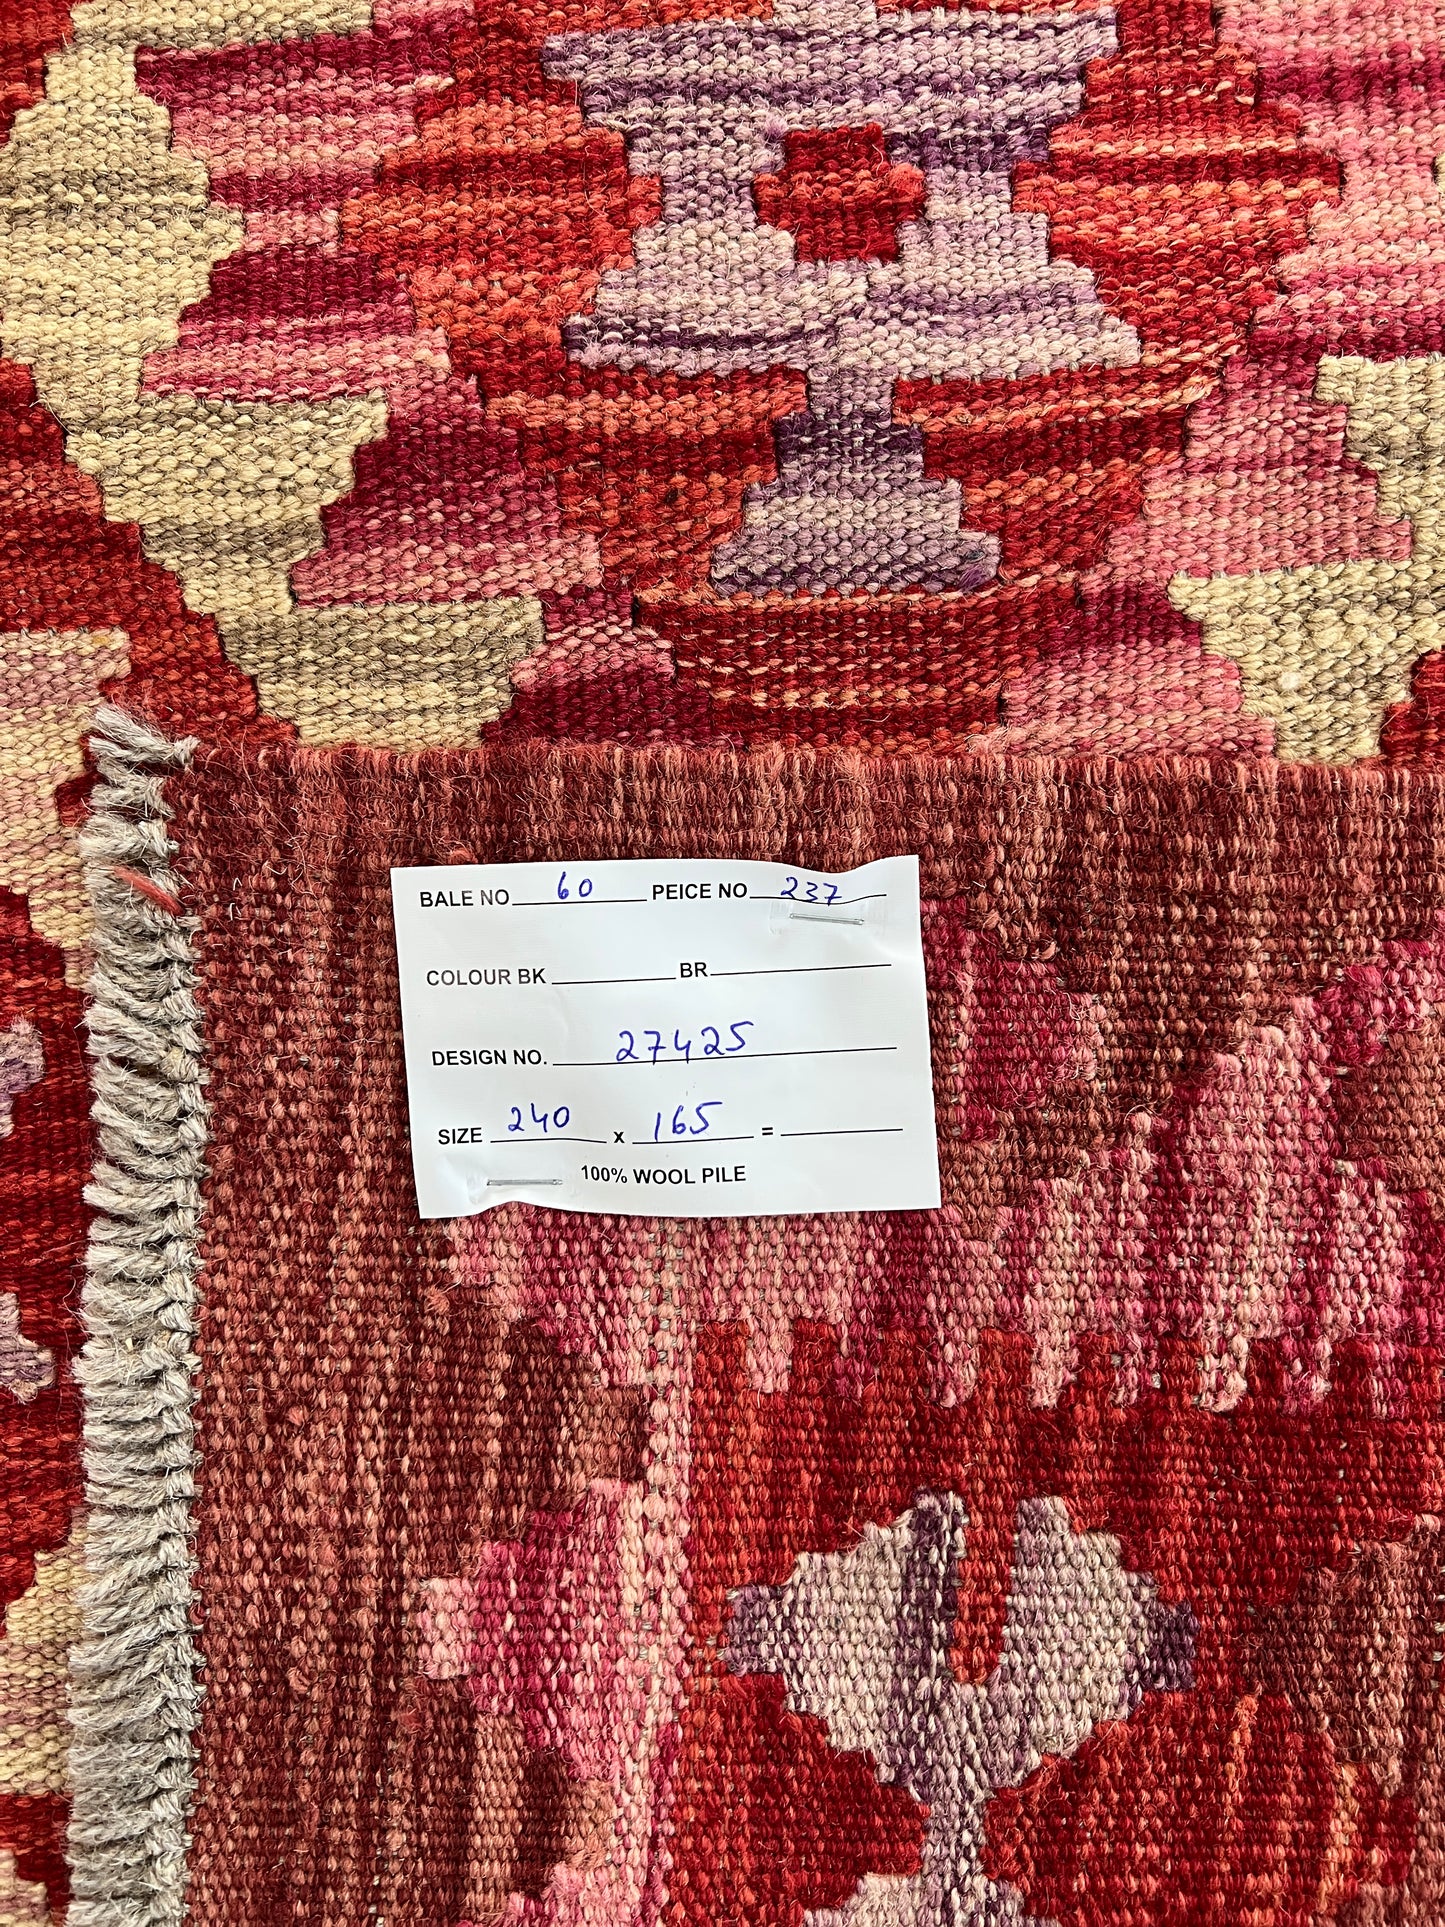 BALE NO 60 PEICE NO 237
COLOUR BK BR
DESIGN NO. 27425
SIZE 240 x 165 =
100% WOOL PILE